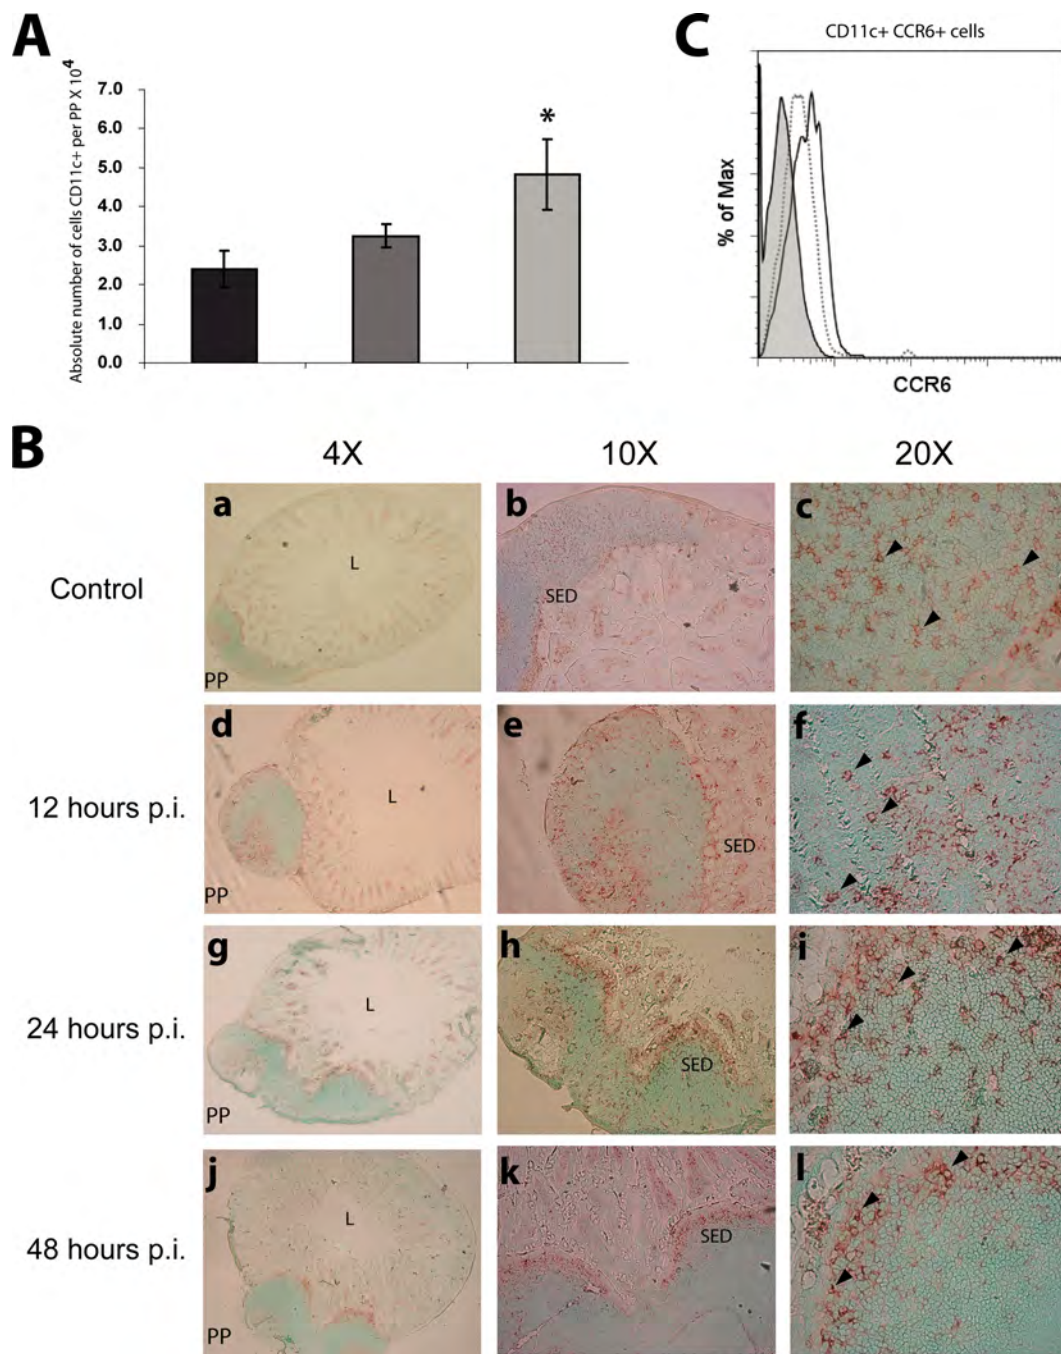 A
Absolute number of cells CD11c+ per PP X 10⁴
7.0
6.0
5.0
4.0
3.0
2.0
1.0
0.0
*
C
CD11c+ CCR6+ cells
% of Max
CCR6
B
4X 10X 20X
Control
a
L
PP
b
SED
c
12 hours p.i.
d
L
PP
e
SED
f
24 hours p.i.
g
L
PP
h
SED
i
48 hours p.i.
j
L
PP
k
SED
l